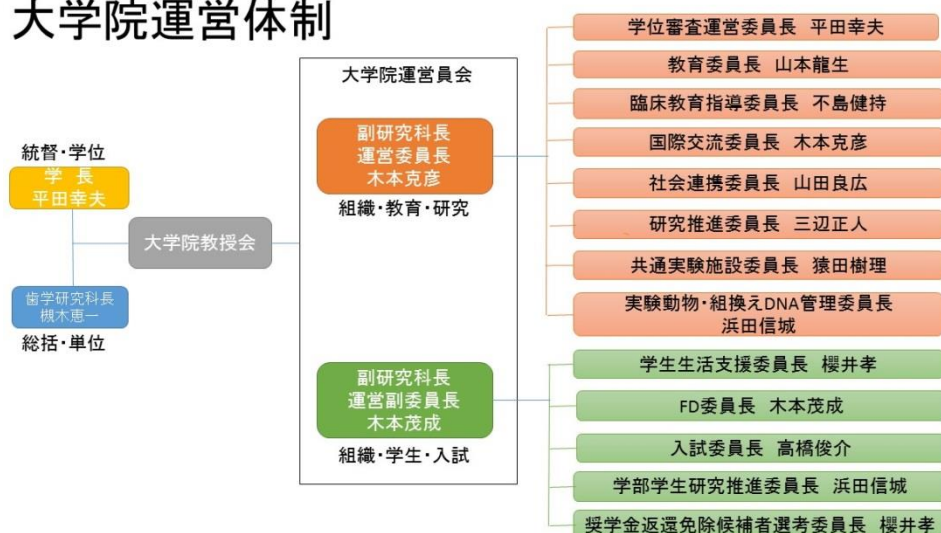 大学院運営体制
統督・学位
学 長
平田幸夫
歯学研究科長
槻木恵一
総括・単位
大学院教授会
大学院運営員会
副研究科長
運営委員長
木本克彦
組織・教育・研究
副研究科長
運営副委員長
木本茂成
組織・学生・入試
学位審査運営委員長 平田幸夫
教育委員長 山本龍生
臨床教育指導委員長 不島健持
国際交流委員長 木本克彦
社会連携委員長 山田良広
研究推進委員長 三辺正人
共通実験施設委員長 猿田樹理
実験動物・組換えDNA管理委員長
浜田信城
学生生活支援委員長 櫻井孝
FD委員長 木本茂成
入試委員長 高橋俊介
学部学生研究推進委員長 浜田信城
奨学金返還免除候補者選考委員長 櫻井孝